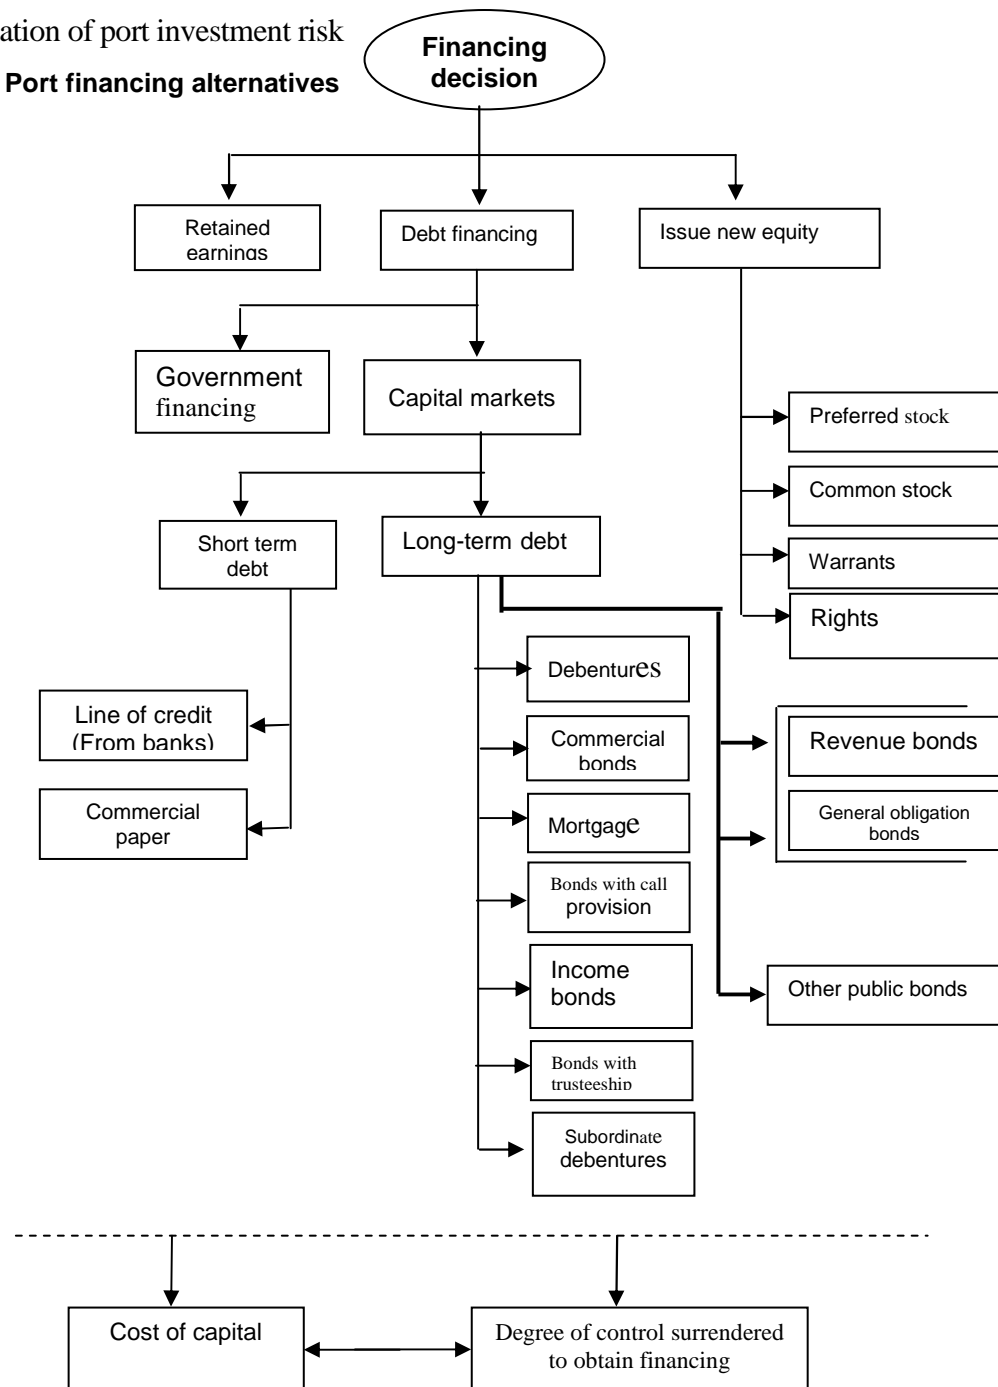 ation of port investment risk
Port financing alternatives
Financing
decision
Retained
earnings
Debt financing
Issue new equity
Government
financing
Capital markets
Preferred stock
Common stock
Warrants
Rights
Short term
debt
Long-term debt
Debentures
Commercial
bonds
Mortgage
Bonds with call
provision
Income
bonds
Bonds with
trusteeship
Subordinate
debentures
Line of credit
(From banks)
Commercial
paper
Revenue bonds
General obligation
bonds
Other public bonds
Cost of capital
Degree of control surrendered
to obtain financing